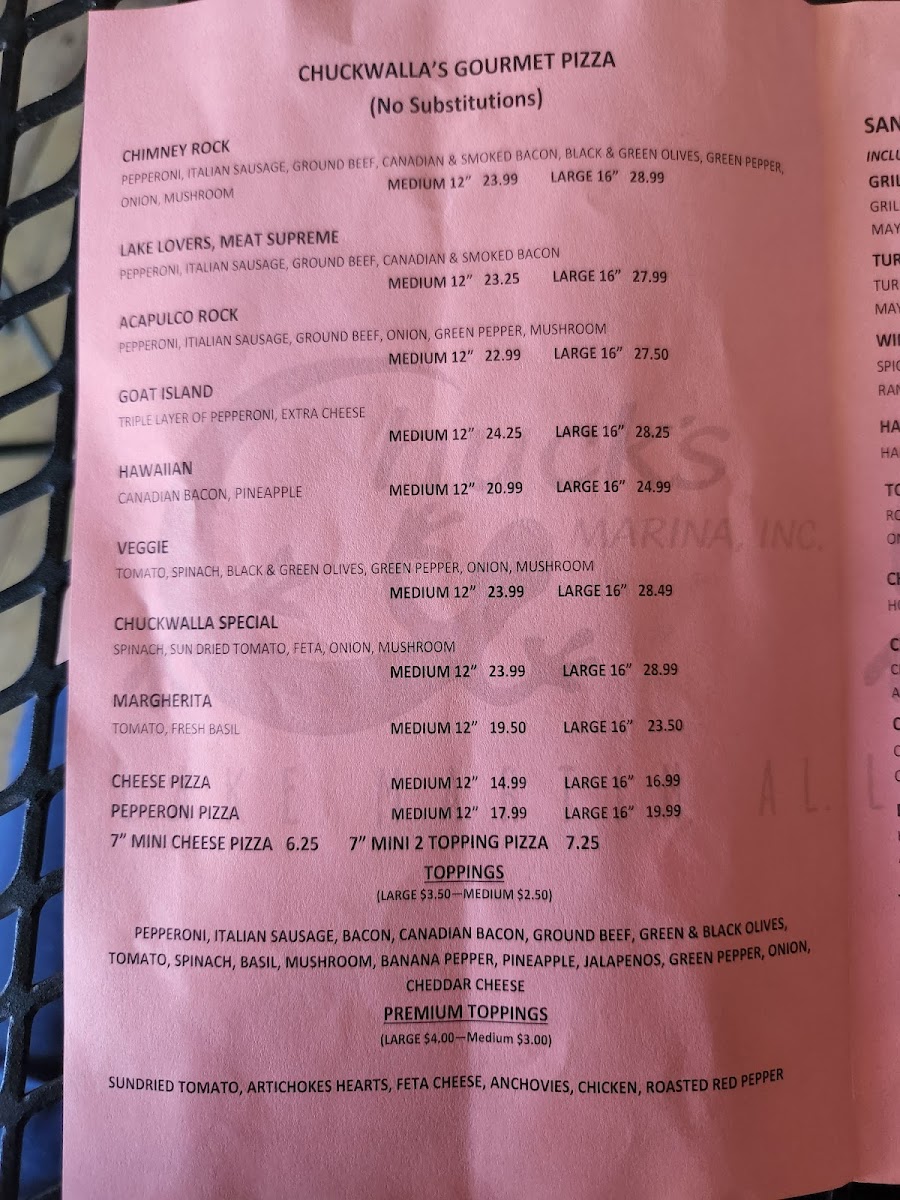 CHUCKWALLA'S GOURMET PIZZA
(No Substitutions)
CHIMNEY ROCK
PEPPERONI, ITALIAN SAUSAGE, GROUND BEEF, CANADIAN & SMOKED BACON, BLACK & GREEN OLIVES, GREEN PEPPER,
ONION, MUSHROOM MEDIUM 12" 23.99 LARGE 16" 28.99
LAKE LOVERS, MEAT SUPREME
PEPPERONI, ITALIAN SAUSAGE, GROUND BEEF, CANADIAN & SMOKED BACON
MEDIUM 12" 23.25 LARGE 16" 27.99
ACAPULCO ROCK
PEPPERONI, ITIALIAN SAUSAGE, GROUND BEEF, ONION, GREEN PEPPER, MUSHROOM
MEDIUM 12" 22.99 LARGE 16" 27.50
GOAT ISLAND
TRIPLE LAYER OF PEPPERONI, EXTRA CHEESE
MEDIUM 12" 24.25 LARGE 16" 28.25
HAWAIIAN
CANADIAN BACON, PINEAPPLE MEDIUM 12" 20.99 LARGE 16" 24.99
VEGGIE
TOMATO, SPINACH, BLACK & GREEN OLIVES, GREEN PEPPER, ONION, MUSHROOM
MEDIUM 12" 23.99 LARGE 16" 28.49
CHUCKWALLA SPECIAL
SPINACH, SUN DRIED TOMATO, FETA, ONION, MUSHROOM
MEDIUM 12" 23.99 LARGE 16" 28.99
MARGHERITA
TOMATO, FRESH BASIL MEDIUM 12" 19.50 LARGE 16" 23.50
CHEESE PIZZA MEDIUM 12" 14.99 LARGE 16" 16.99
PEPPERONI PIZZA MEDIUM 12" 17.99 LARGE 16" 19.99
7" MINI CHEESE PIZZA 6.25 7" MINI 2 TOPPING PIZZA 7.25
TOPPINGS
(LARGE $3.50—MEDIUM $2.50)
PEPPERONI, ITALIAN SAUSAGE, BACON, CANADIAN BACON, GROUND BEEF, GREEN & BLACK OLIVES,
TOMATO, SPINACH, BASIL, MUSHROOM, BANANA PEPPER, PINEAPPLE, JALAPENOS, GREEN PEPPER, ONION,
CHEDDAR CHEESE
PREMIUM TOPPINGS
(LARGE $4.00—Medium $3.00)
SUNDRIED TOMATO, ARTICHOKES HEARTS, FETA CHEESE, ANCHOVIES, CHICKEN, ROASTED RED PEPPER
Chuck's
MARINA, INC.